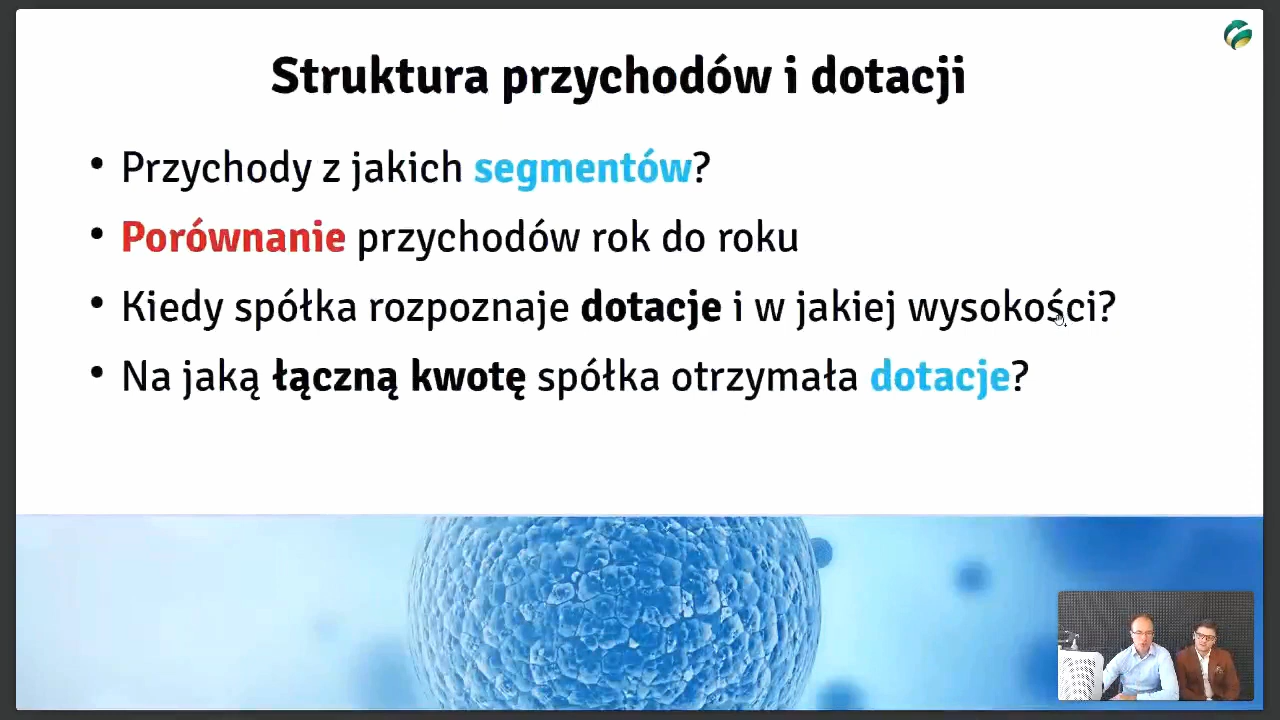 Struktura przychodów i dotacji
• Przychody z jakich segmentów?
• Porównanie przychodów rok do roku
• Kiedy spółka rozpoznaje dotacje i w jakiej wysokości?
• Na jaką łączną kwotę spółka otrzymała dotacje?